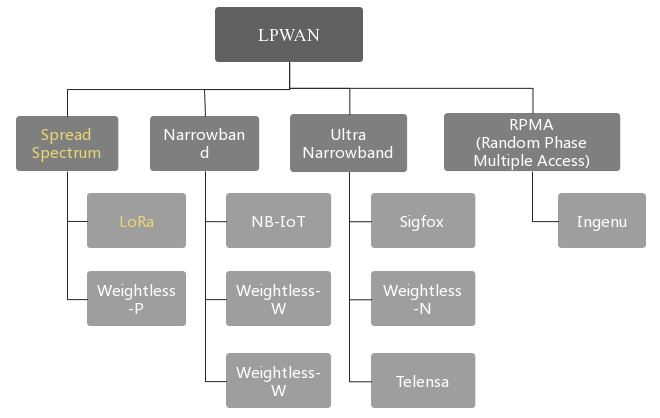 LPWAN
Spread
Spectrum
Narrowban
d
Ultra
Narrowband
RPMA
(Random Phase
Multiple Access)
LoRa
NB-IoT
Sigfox
Ingenu
Weightless
-P
Weightless-
W
Weightless
-N
Weightless-
W
Telensa